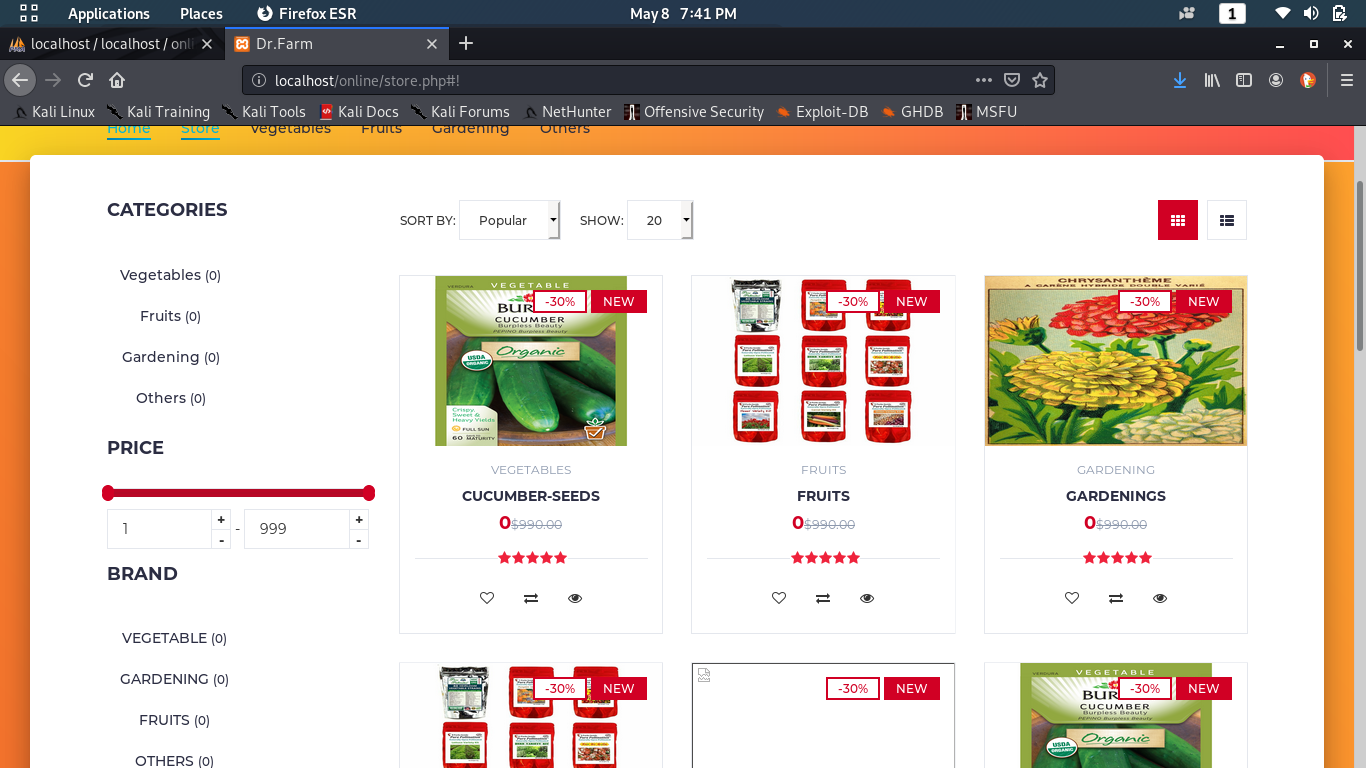 Applications Places Firefox ESR May 8 7:41 PM 1
localhost / localhost / onl Dr.Farm
localhost/online/store.php#!
Kali Linux Kali Training Kali Tools Kali Docs Kali Forums NetHunter Offensive Security Exploit-DB GHDB MSFU
Home Store Vegetables Fruits Gardening Others
CATEGORIES
Vegetables (0)
Fruits (0)
Gardening (0)
Others (0)
PRICE
1 + - - 999 + -
BRAND
VEGETABLE (0)
GARDENING (0)
FRUITS (0)
OTHERS (0)
SORT BY: Popular SHOW: 20
VEGETABLE
-30% NEW
BUR
CUCUMBER
Burpless Beauty
PEPINO Burpless Beauty
USDA ORGANIC
Organic
Crispy, Sweet & Heavy Yields
FULL SUN
60 MATURITY
VEGETABLES
CUCUMBER-SEEDS
0$990.00
-30% NEW
FRUITS
FRUITS
0$990.00
CHRYSANTHÈME
A CARÈNE HYBRIDE DOUBLE VARIÉ
-30% NEW
GARDENING
GARDENINGS
0$990.00
-30% NEW
-30% NEW
VEGETABLE
-30% NEW
BUR
CUCUMBER
Burpless Beauty
PEPINO Burpless Beauty
USDA ORGANIC
Organic